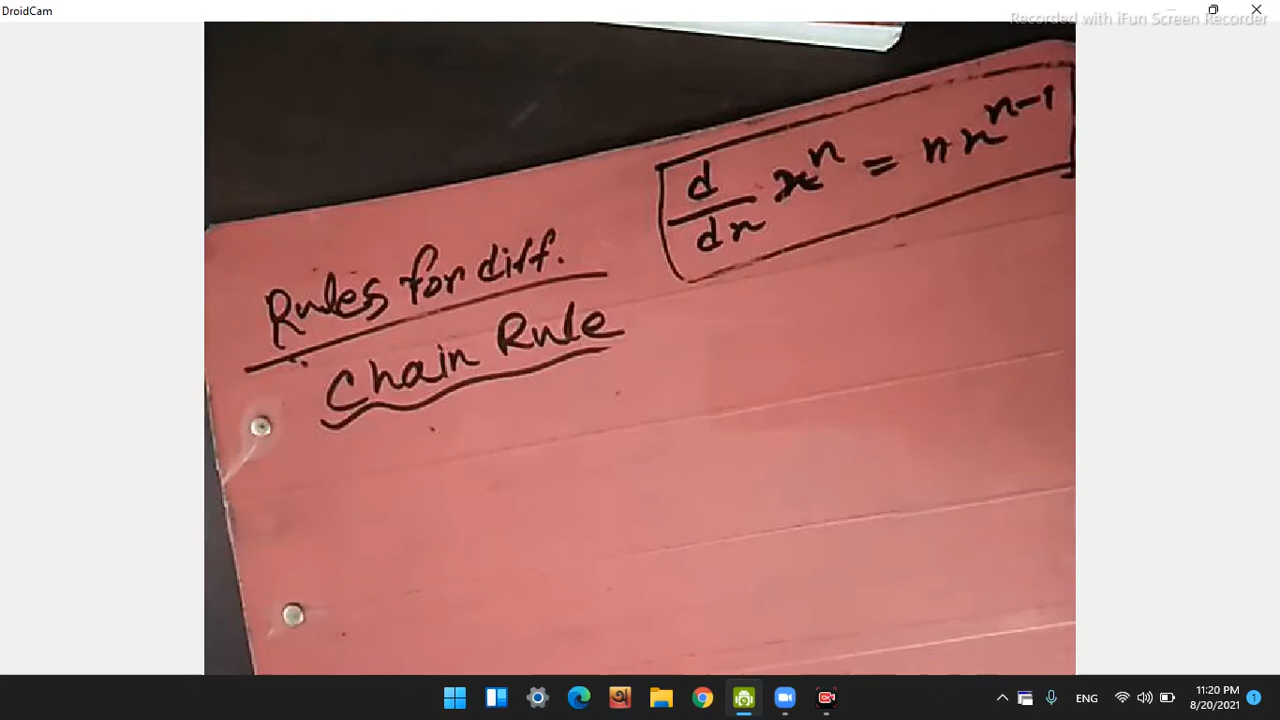 DroidCam
Recorded with iFun Screen Recorder
d/dx x^n = n x^(n-1)
Rules for diff.
Chain Rule
ENG
11:20 PM
8/20/2021
1